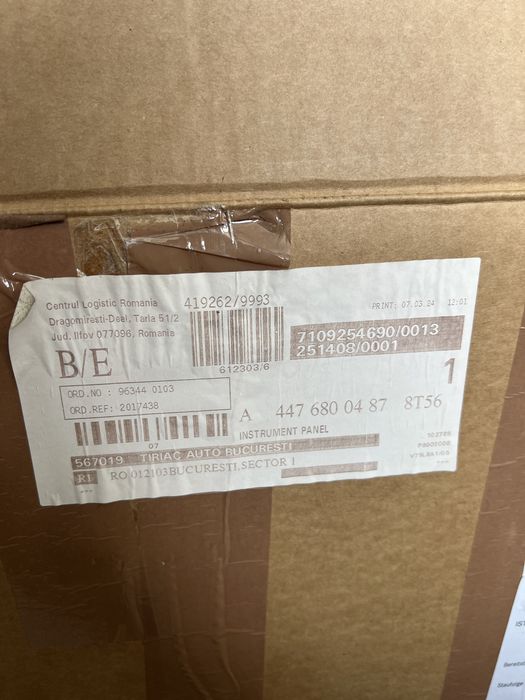 Centrul Logistic Romania
Dragomiresti-Deal, Tarla 51/2
Jud. Ilfov 077096, Romania
419262/9993
PRINT: 07.03.24 12:01
612303/6
7109254690/0013
251408/0001
B/E
1
ORD.NO : 96344 0103
ORD.REF: 2017438
A 447 680 04 87 8T56
INSTRUMENT PANEL
07
567019 TIRIAC AUTO BUCURESTI
R1 RO 012103 BUCURESTI, SECTOR 1
IST